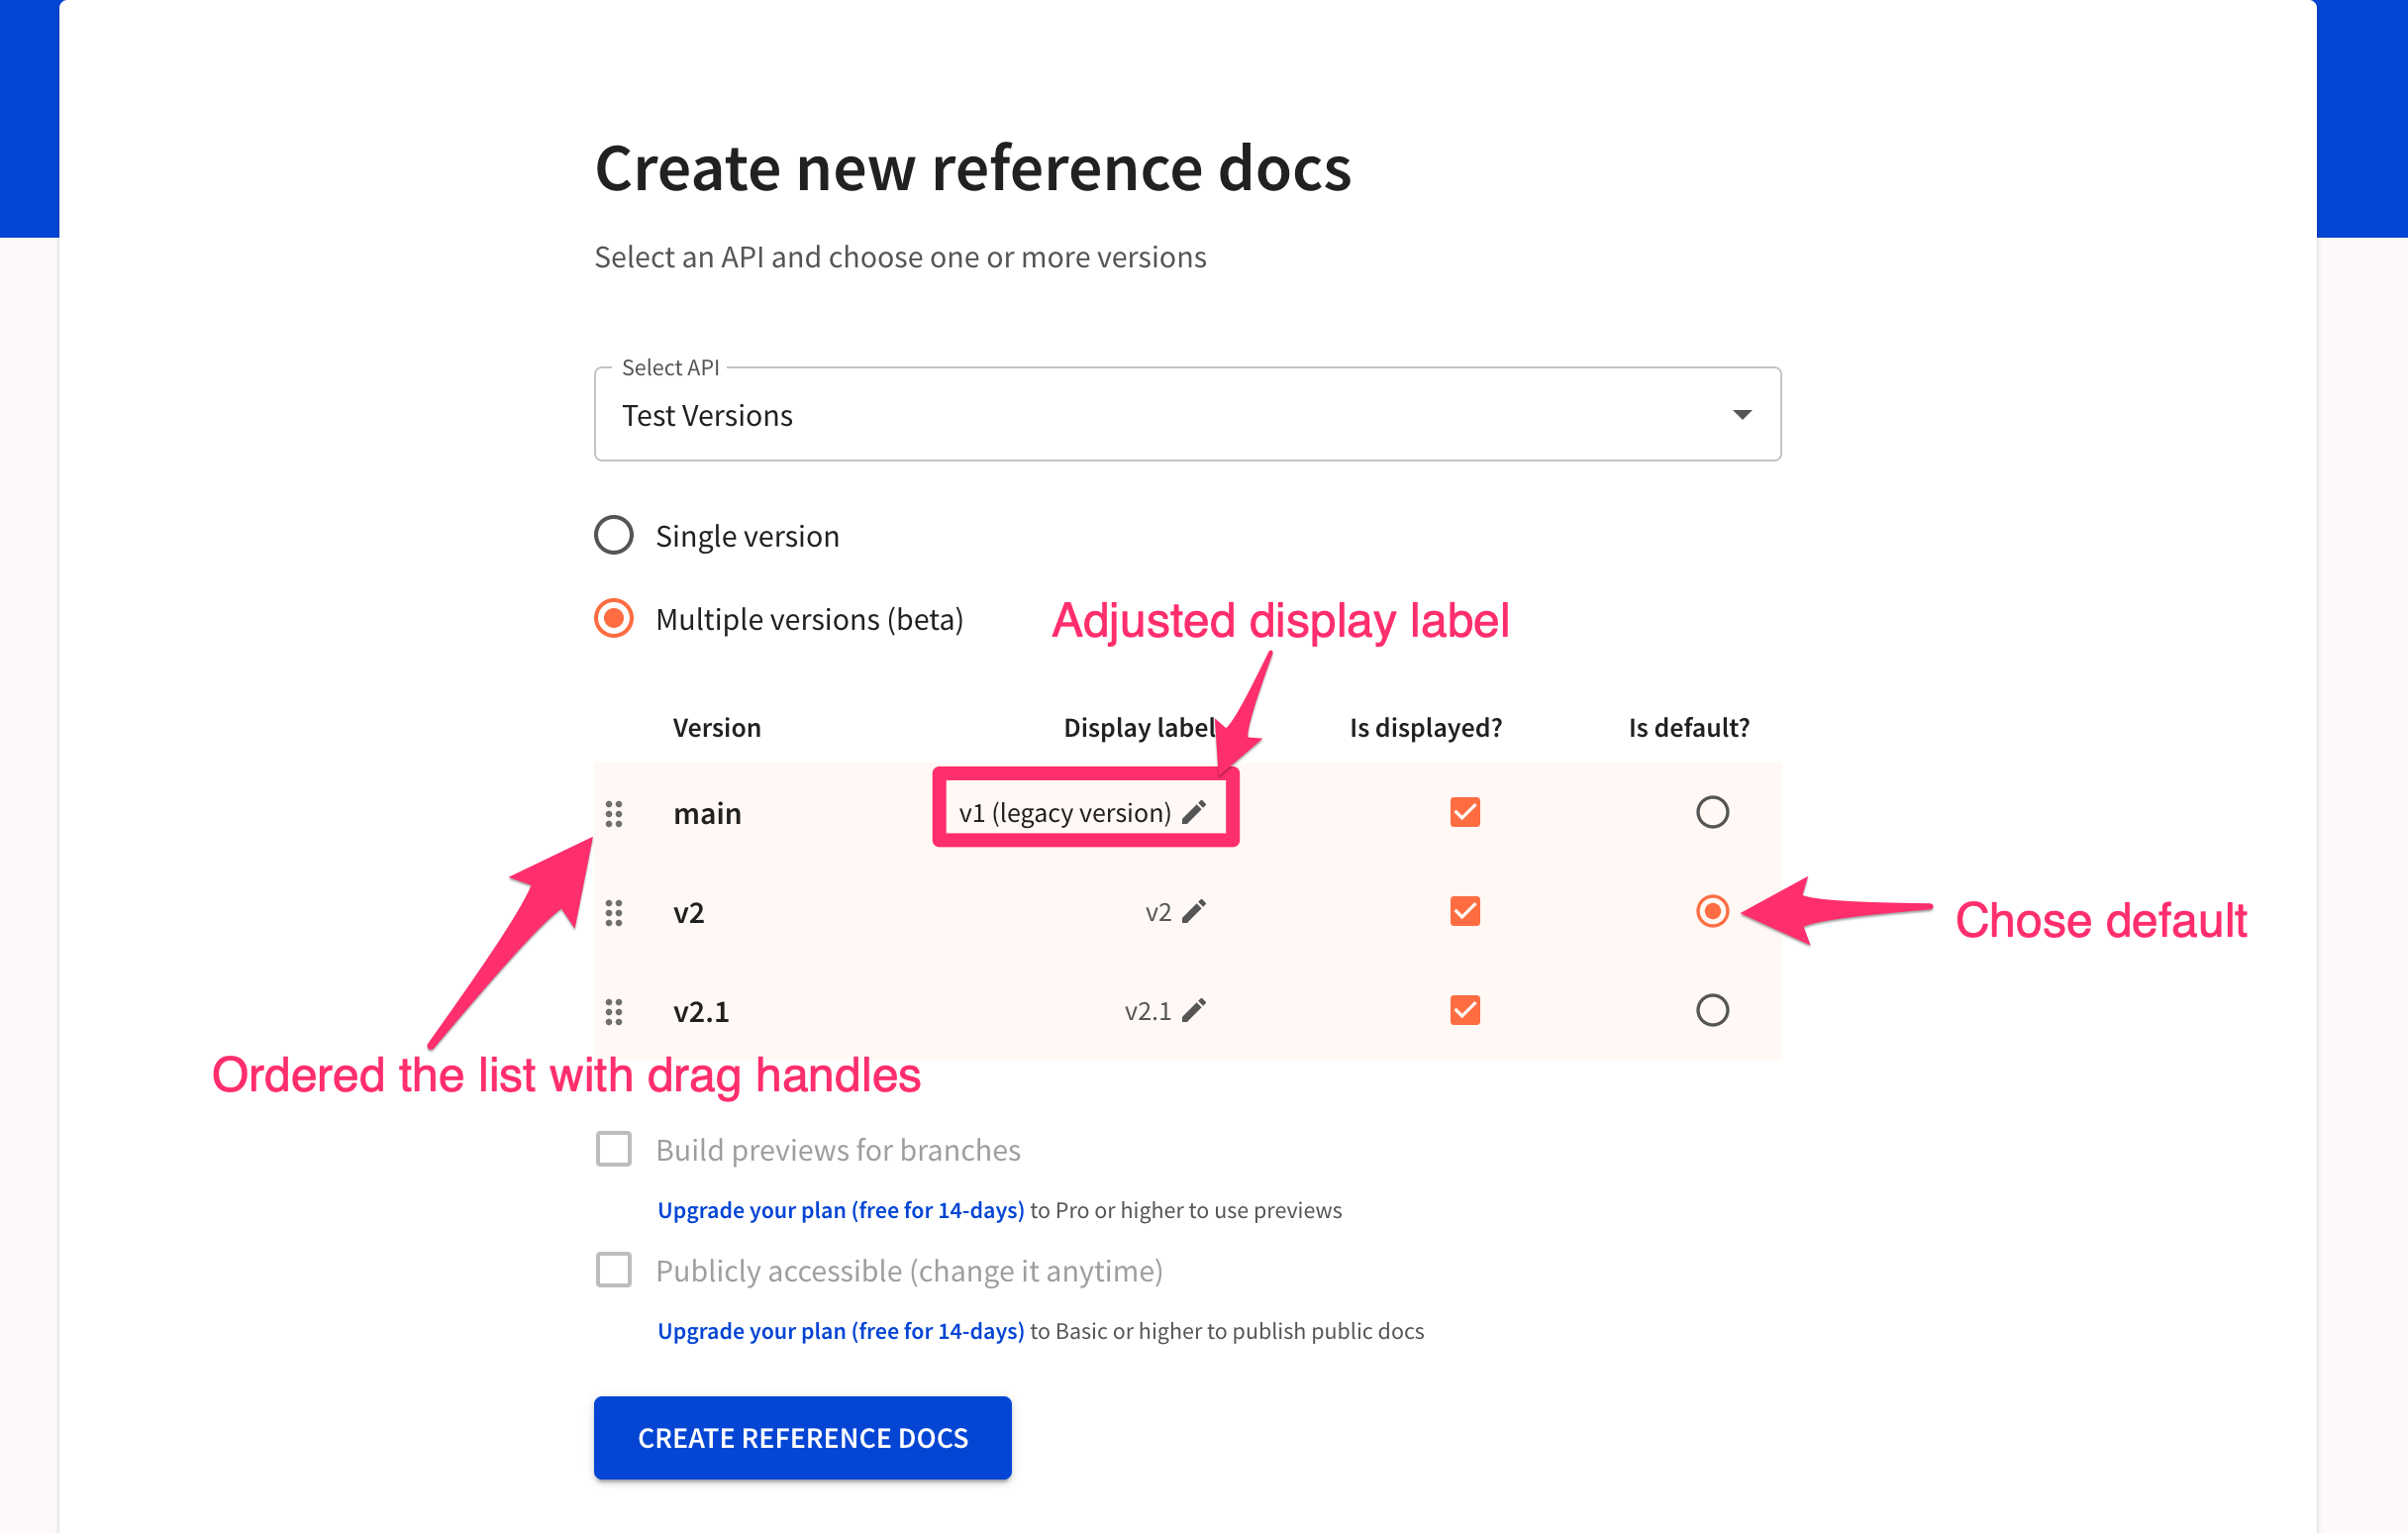 Create new reference docs
Select an API and choose one or more versions
Select API
Test Versions
Single version
Multiple versions (beta)
Adjusted display label
Version Display label Is displayed? Is default?
main v1 (legacy version)
v2 v2
Chose default
v2.1 v2.1
Ordered the list with drag handles
Build previews for branches
Upgrade your plan (free for 14-days) to Pro or higher to use previews
Publicly accessible (change it anytime)
Upgrade your plan (free for 14-days) to Basic or higher to publish public docs
CREATE REFERENCE DOCS